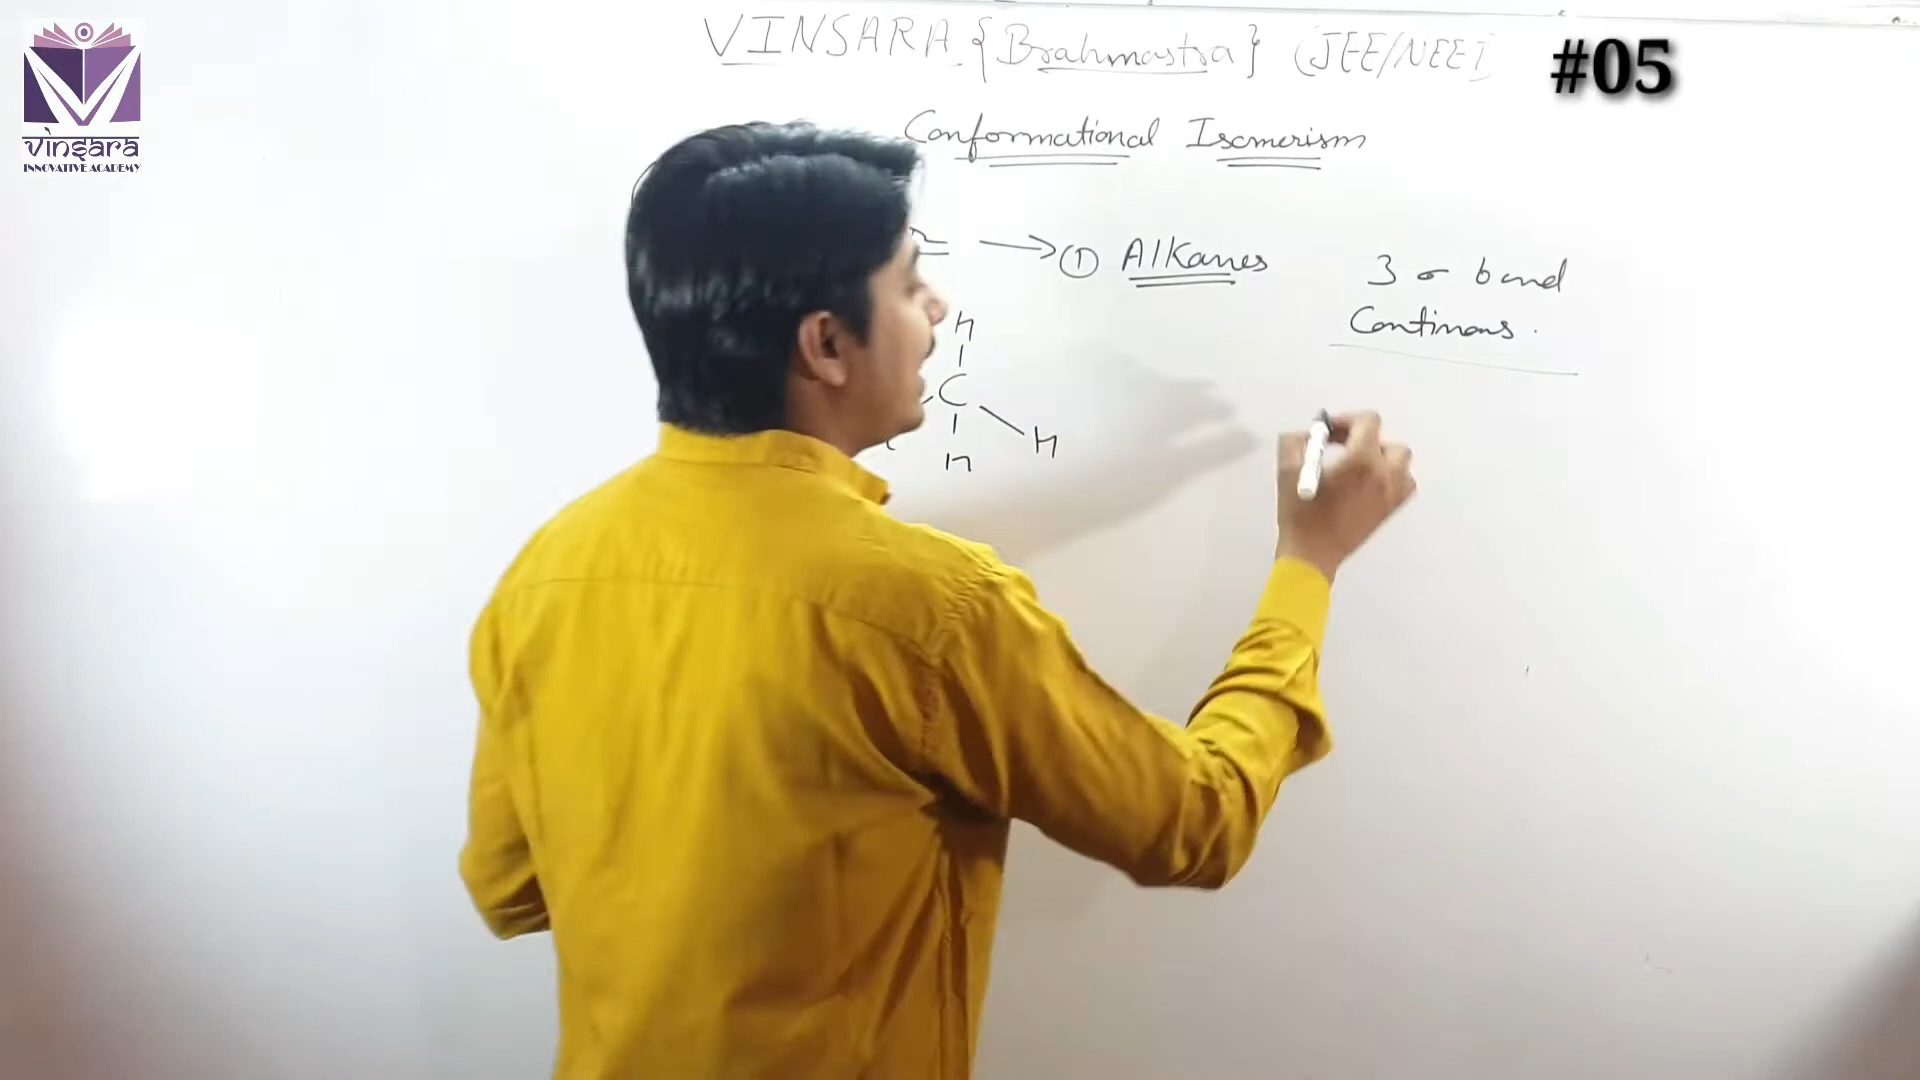 VINSARA {Brahmastra} (JEE/NEET)
#05
vinsara
INNOVATIVE ACADEMY
Conformational Isomerism
→ ① Alkanes
3 σ bond
Continous.
H
C
H
H